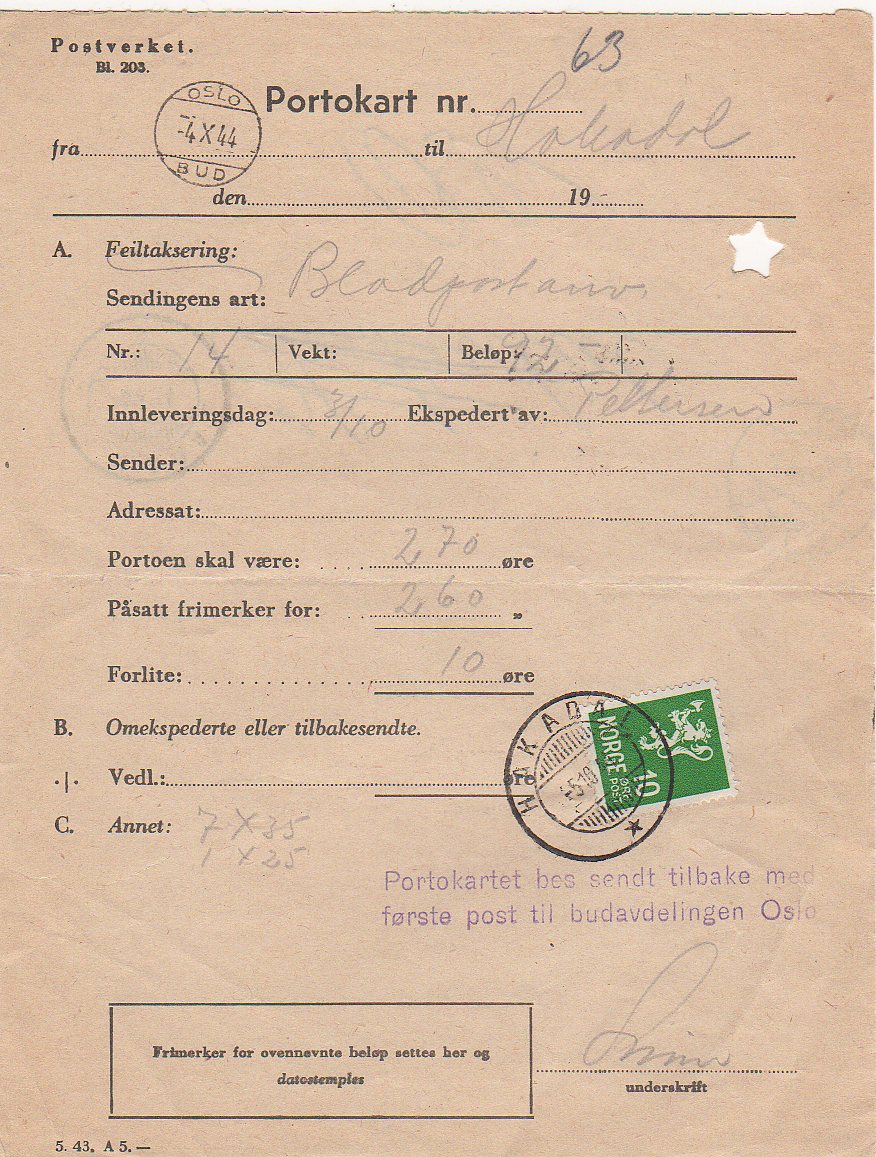 Postverket.
Bl. 203.
63
Portokart nr.
OSLO
-4 X 44
BUD
fra til Hakadal
den 19
A. Feiltaksering:
Sendingens art: Bladpostanv.
Nr.: 14 Vekt: Beløp: 92
Innleveringsdag: 3/10 Ekspedert av: Pettersen
Sender:
Adressat:
Portoen skal være: 2,70 øre
Påsatt frimerker for: 2,60 „
Forlite: 10 øre
B. Omekspederte eller tilbakesendte.
·|· Vedl.: øre
HAKADAL
NORGE
10
ØRE
POST
C. Annet: 7 X 35
1 X 25
Portokartet bes sendt tilbake med
første post til budavdelingen Oslo
Frimerker for ovennevnte beløp settes her og
datostemples
underskrift
5. 43. A 5. —